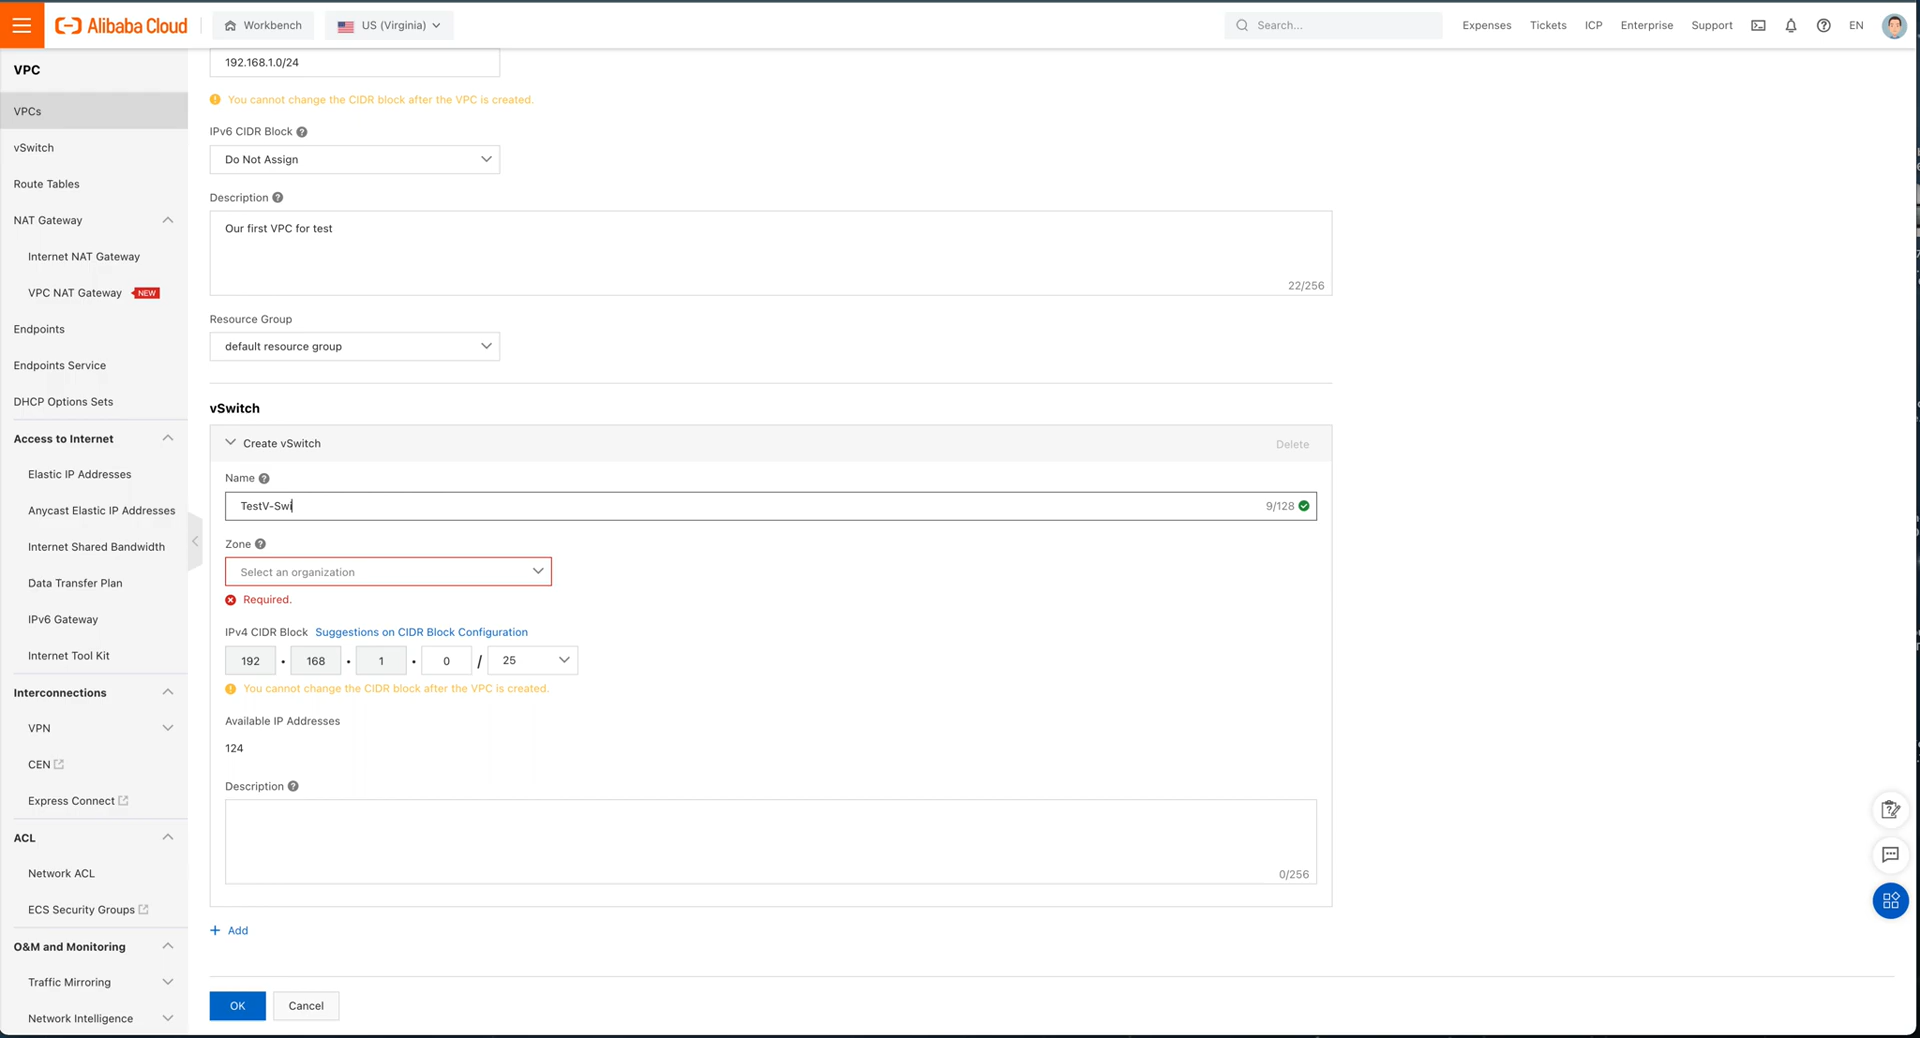 Alibaba Cloud
Workbench
US (Virginia)
Search...
Expenses
Tickets
ICP
Enterprise
Support
EN
VPC
VPCs
vSwitch
Route Tables
NAT Gateway
Internet NAT Gateway
VPC NAT Gateway
NEW
Endpoints
Endpoints Service
DHCP Options Sets
Access to Internet
Elastic IP Addresses
Anycast Elastic IP Addresses
Internet Shared Bandwidth
Data Transfer Plan
IPv6 Gateway
Internet Tool Kit
Interconnections
VPN
CEN
Express Connect
ACL
Network ACL
ECS Security Groups
O&M and Monitoring
Traffic Mirroring
Network Intelligence
192.168.1.0/24
You cannot change the CIDR block after the VPC is created.
IPv6 CIDR Block
Do Not Assign
Description
Our first VPC for test
22/256
Resource Group
default resource group
vSwitch
Create vSwitch
Delete
Name
TestV-Swi
9/128
Zone
Select an organization
Required.
IPv4 CIDR Block Suggestions on CIDR Block Configuration
192 . 168 . 1 . 0 / 25
You cannot change the CIDR block after the VPC is created.
Available IP Addresses
124
Description
0/256
+ Add
OK
Cancel